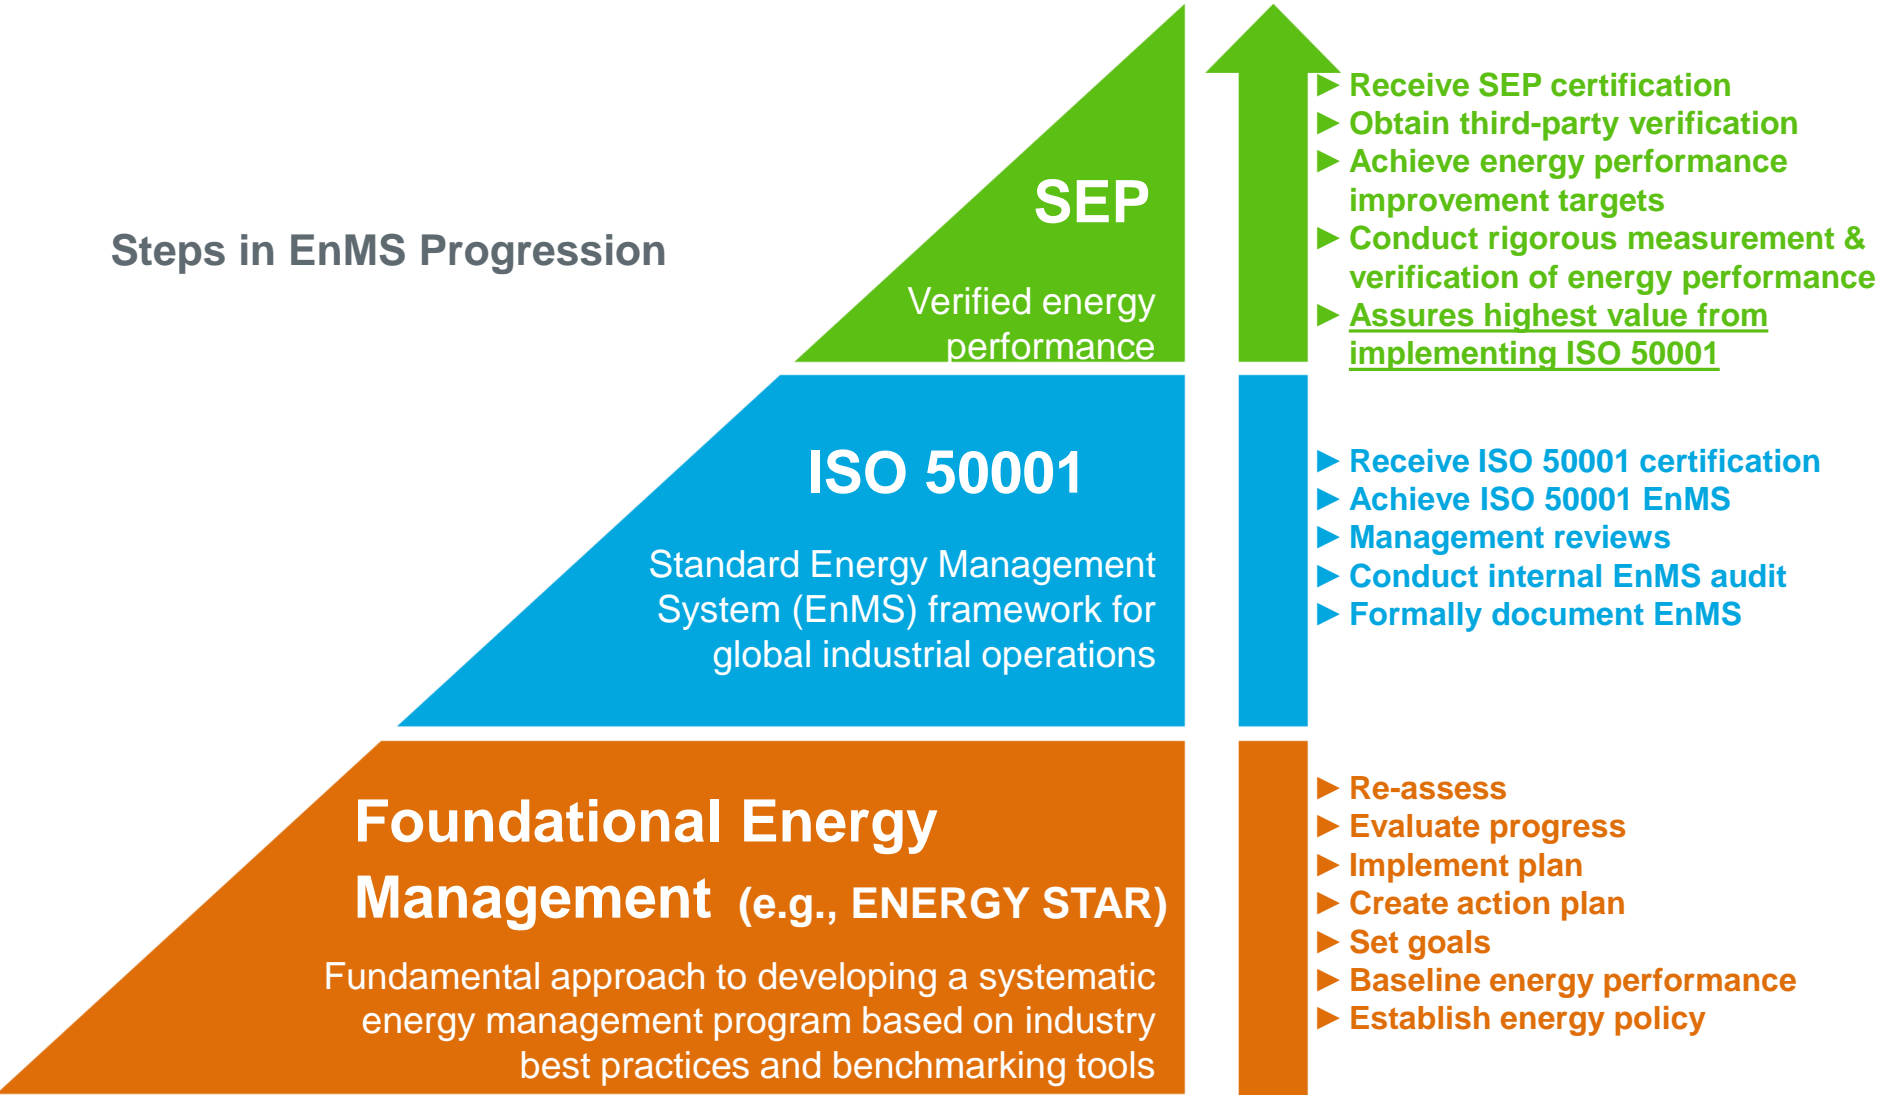 Steps in EnMS Progression
SEP
Verified energy
performance
► Receive SEP certification
► Obtain third-party verification
► Achieve energy performance
improvement targets
► Conduct rigorous measurement &
verification of energy performance
► Assures highest value from
implementing ISO 50001
ISO 50001
Standard Energy Management
System (EnMS) framework for
global industrial operations
► Receive ISO 50001 certification
► Achieve ISO 50001 EnMS
► Management reviews
► Conduct internal EnMS audit
► Formally document EnMS
Foundational Energy
Management (e.g., ENERGY STAR)
Fundamental approach to developing a systematic
energy management program based on industry
best practices and benchmarking tools
► Re-assess
► Evaluate progress
► Implement plan
► Create action plan
► Set goals
► Baseline energy performance
► Establish energy policy